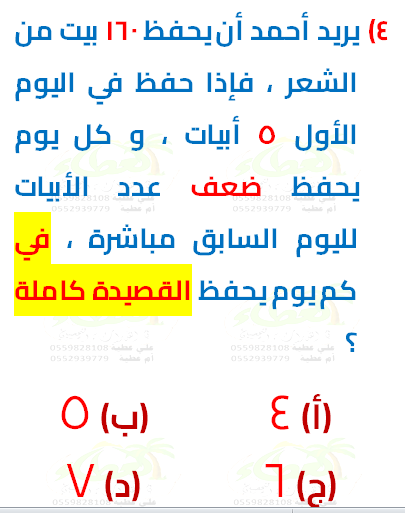 ٤) يريد أحمد أن يحفظ ١٦٠ بيت من
الشعر ، فإذا حفظ في اليوم
الأول ٥ أبيات ، و كل يوم
يحفظ ضعف عدد الأبيات
لليوم السابق مباشرة ، في
كم يوم يحفظ القصيدة كاملة
؟
(أ) ٤
(ب) ٥
(ج) ٦
(د) ٧
علي عطية 0559828108
أم عطية 0552939779